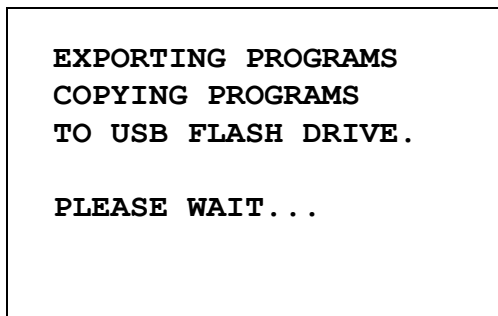 EXPORTING PROGRAMS
COPYING PROGRAMS
TO USB FLASH DRIVE.
PLEASE WAIT...